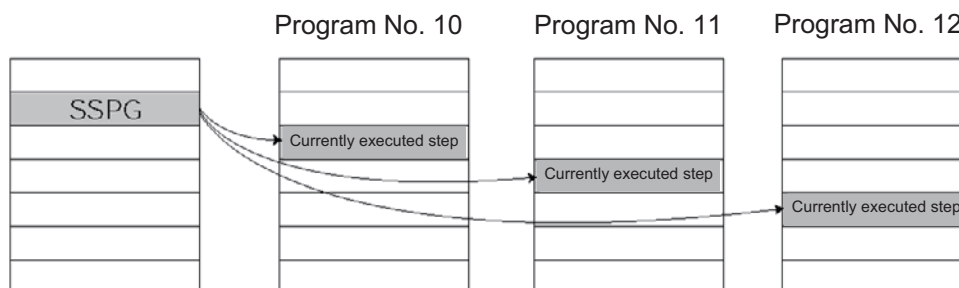 Program No. 10
Program No. 11
Program No. 12
SSPG
Currently executed step
Currently executed step
Currently executed step